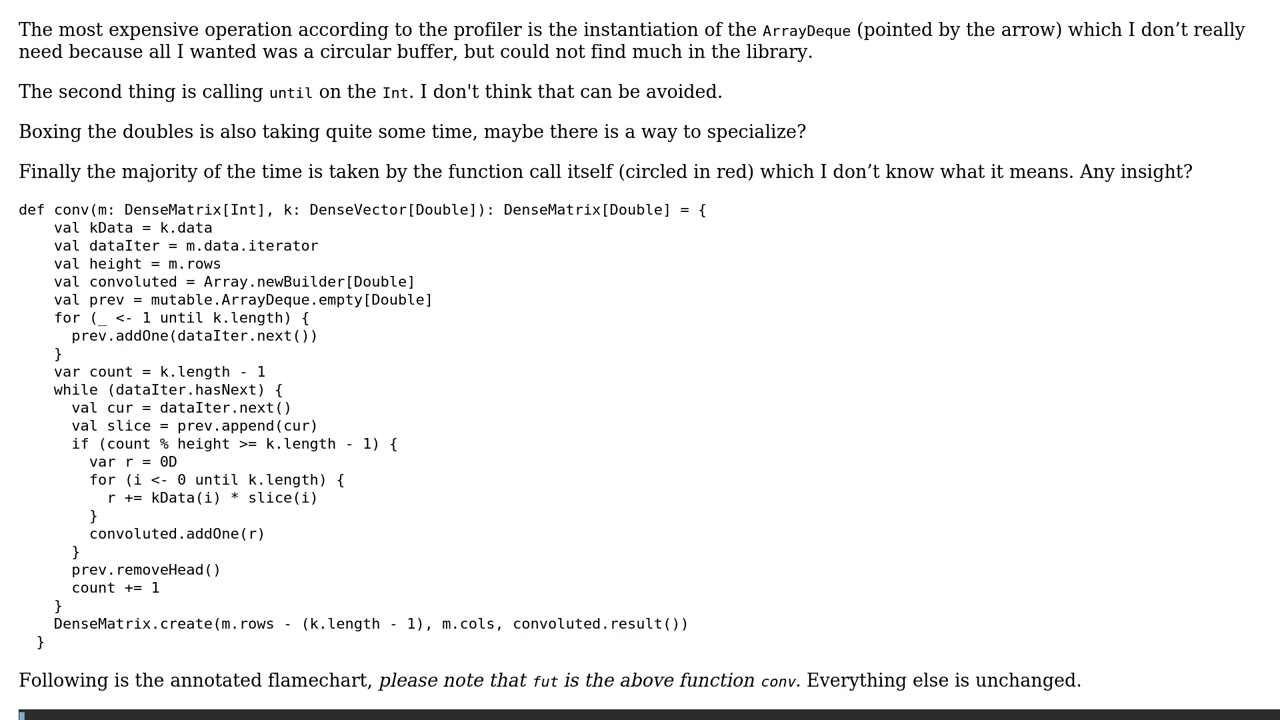 The most expensive operation according to the profiler is the instantiation of the ArrayDeque (pointed by the arrow) which I don’t really
need because all I wanted was a circular buffer, but could not find much in the library.
The second thing is calling until on the Int. I don't think that can be avoided.
Boxing the doubles is also taking quite some time, maybe there is a way to specialize?
Finally the majority of the time is taken by the function call itself (circled in red) which I don’t know what it means. Any insight?
def conv(m: DenseMatrix[Int], k: DenseVector[Double]): DenseMatrix[Double] = {
    val kData = k.data
    val dataIter = m.data.iterator
    val height = m.rows
    val convoluted = Array.newBuilder[Double]
    val prev = mutable.ArrayDeque.empty[Double]
    for (_ <- 1 until k.length) {
      prev.addOne(dataIter.next())
    }
    var count = k.length - 1
    while (dataIter.hasNext) {
      val cur = dataIter.next()
      val slice = prev.append(cur)
      if (count % height >= k.length - 1) {
        var r = 0D
        for (i <- 0 until k.length) {
          r += kData(i) * slice(i)
        }
        convoluted.addOne(r)
      }
      prev.removeHead()
      count += 1
    }
    DenseMatrix.create(m.rows - (k.length - 1), m.cols, convoluted.result())
  }
Following is the annotated flamechart, please note that fut is the above function conv. Everything else is unchanged.